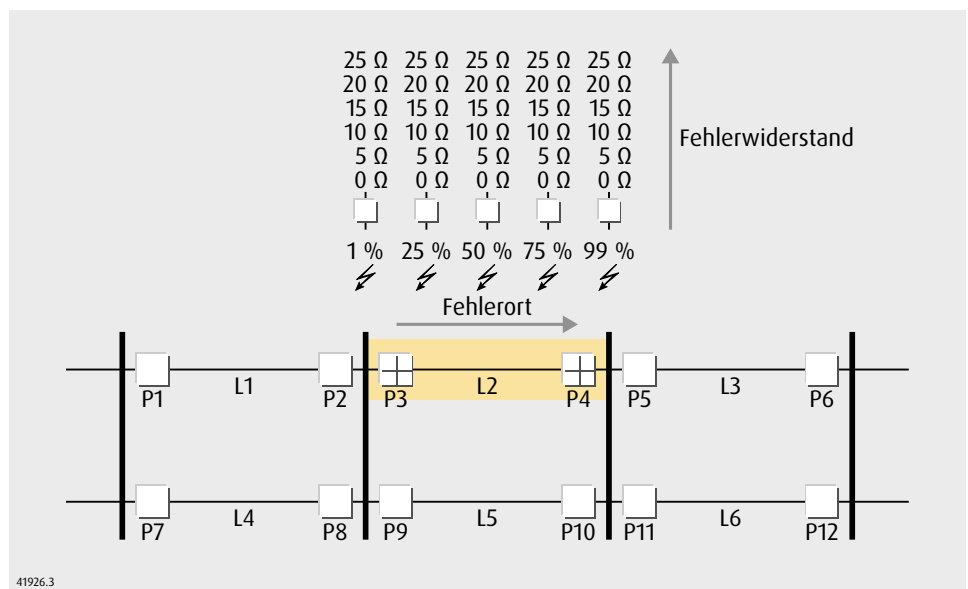 25 Ω 25 Ω 25 Ω 25 Ω 25 Ω
20 Ω 20 Ω 20 Ω 20 Ω 20 Ω
15 Ω 15 Ω 15 Ω 15 Ω 15 Ω
10 Ω 10 Ω 10 Ω 10 Ω 10 Ω
Fehlerwiderstand
5 Ω 5 Ω 5 Ω 5 Ω 5 Ω
0 Ω 0 Ω 0 Ω 0 Ω 0 Ω
1 % 25 % 50 % 75 % 99 %
Fehlerort
L1 L2 L3
P1 P2 P3 P4 P5 P6
L4 L5 L6
P7 P8 P9 P10 P11 P12
41926.3